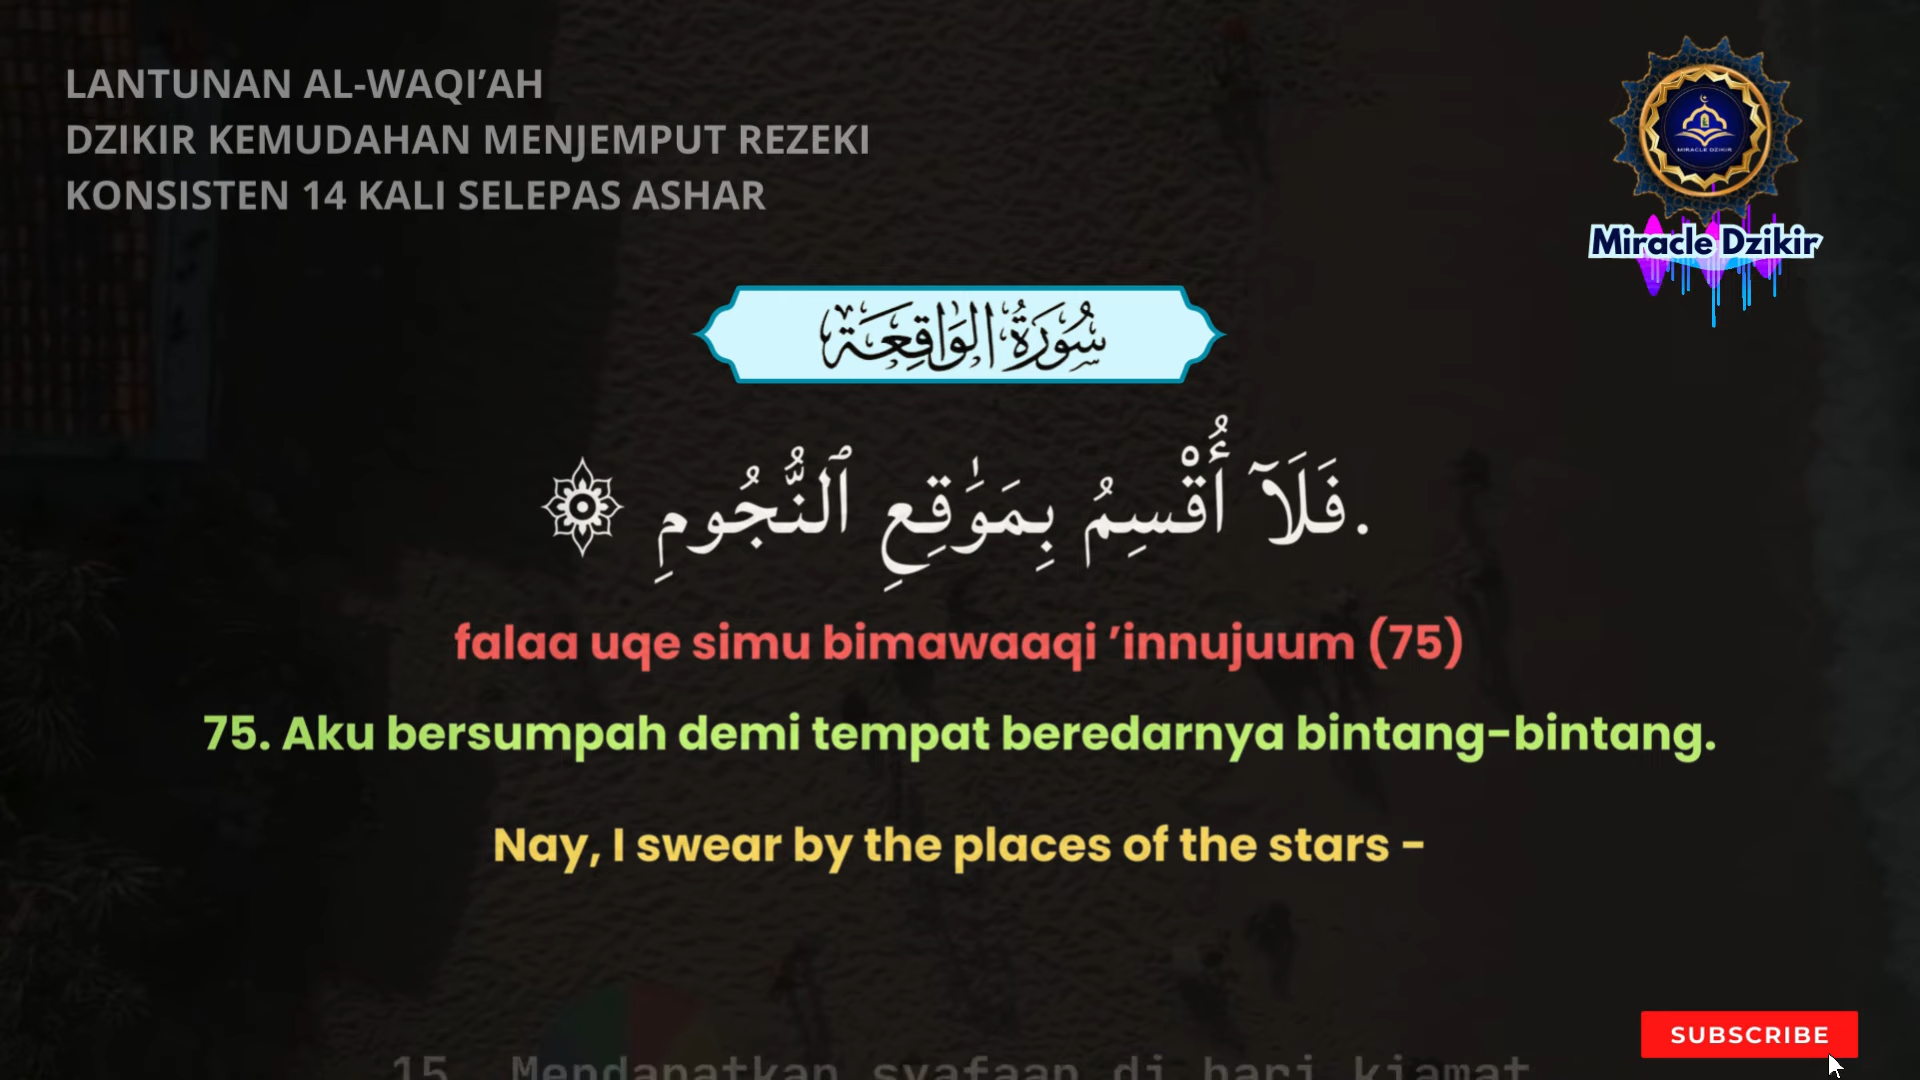 LANTUNAN AL-WAQI’AH
DZIKIR KEMUDAHAN MENJEMPUT REZEKI
KONSISTEN 14 KALI SELEPAS ASHAR
MIRACLE DZIKIR
Miracle Dzikir
سُورَةُ الوَاقِعَة
.فَلَآ أُقْسِمُ بِمَوَٰقِعِ ٱلنُّجُومِ ۞
falaa uqe simu bimawaaqi ’innujuum (75)
75. Aku bersumpah demi tempat beredarnya bintang-bintang.
Nay, I swear by the places of the stars -
15. Mendapatkan syafaan di hari kiamat
SUBSCRIBE